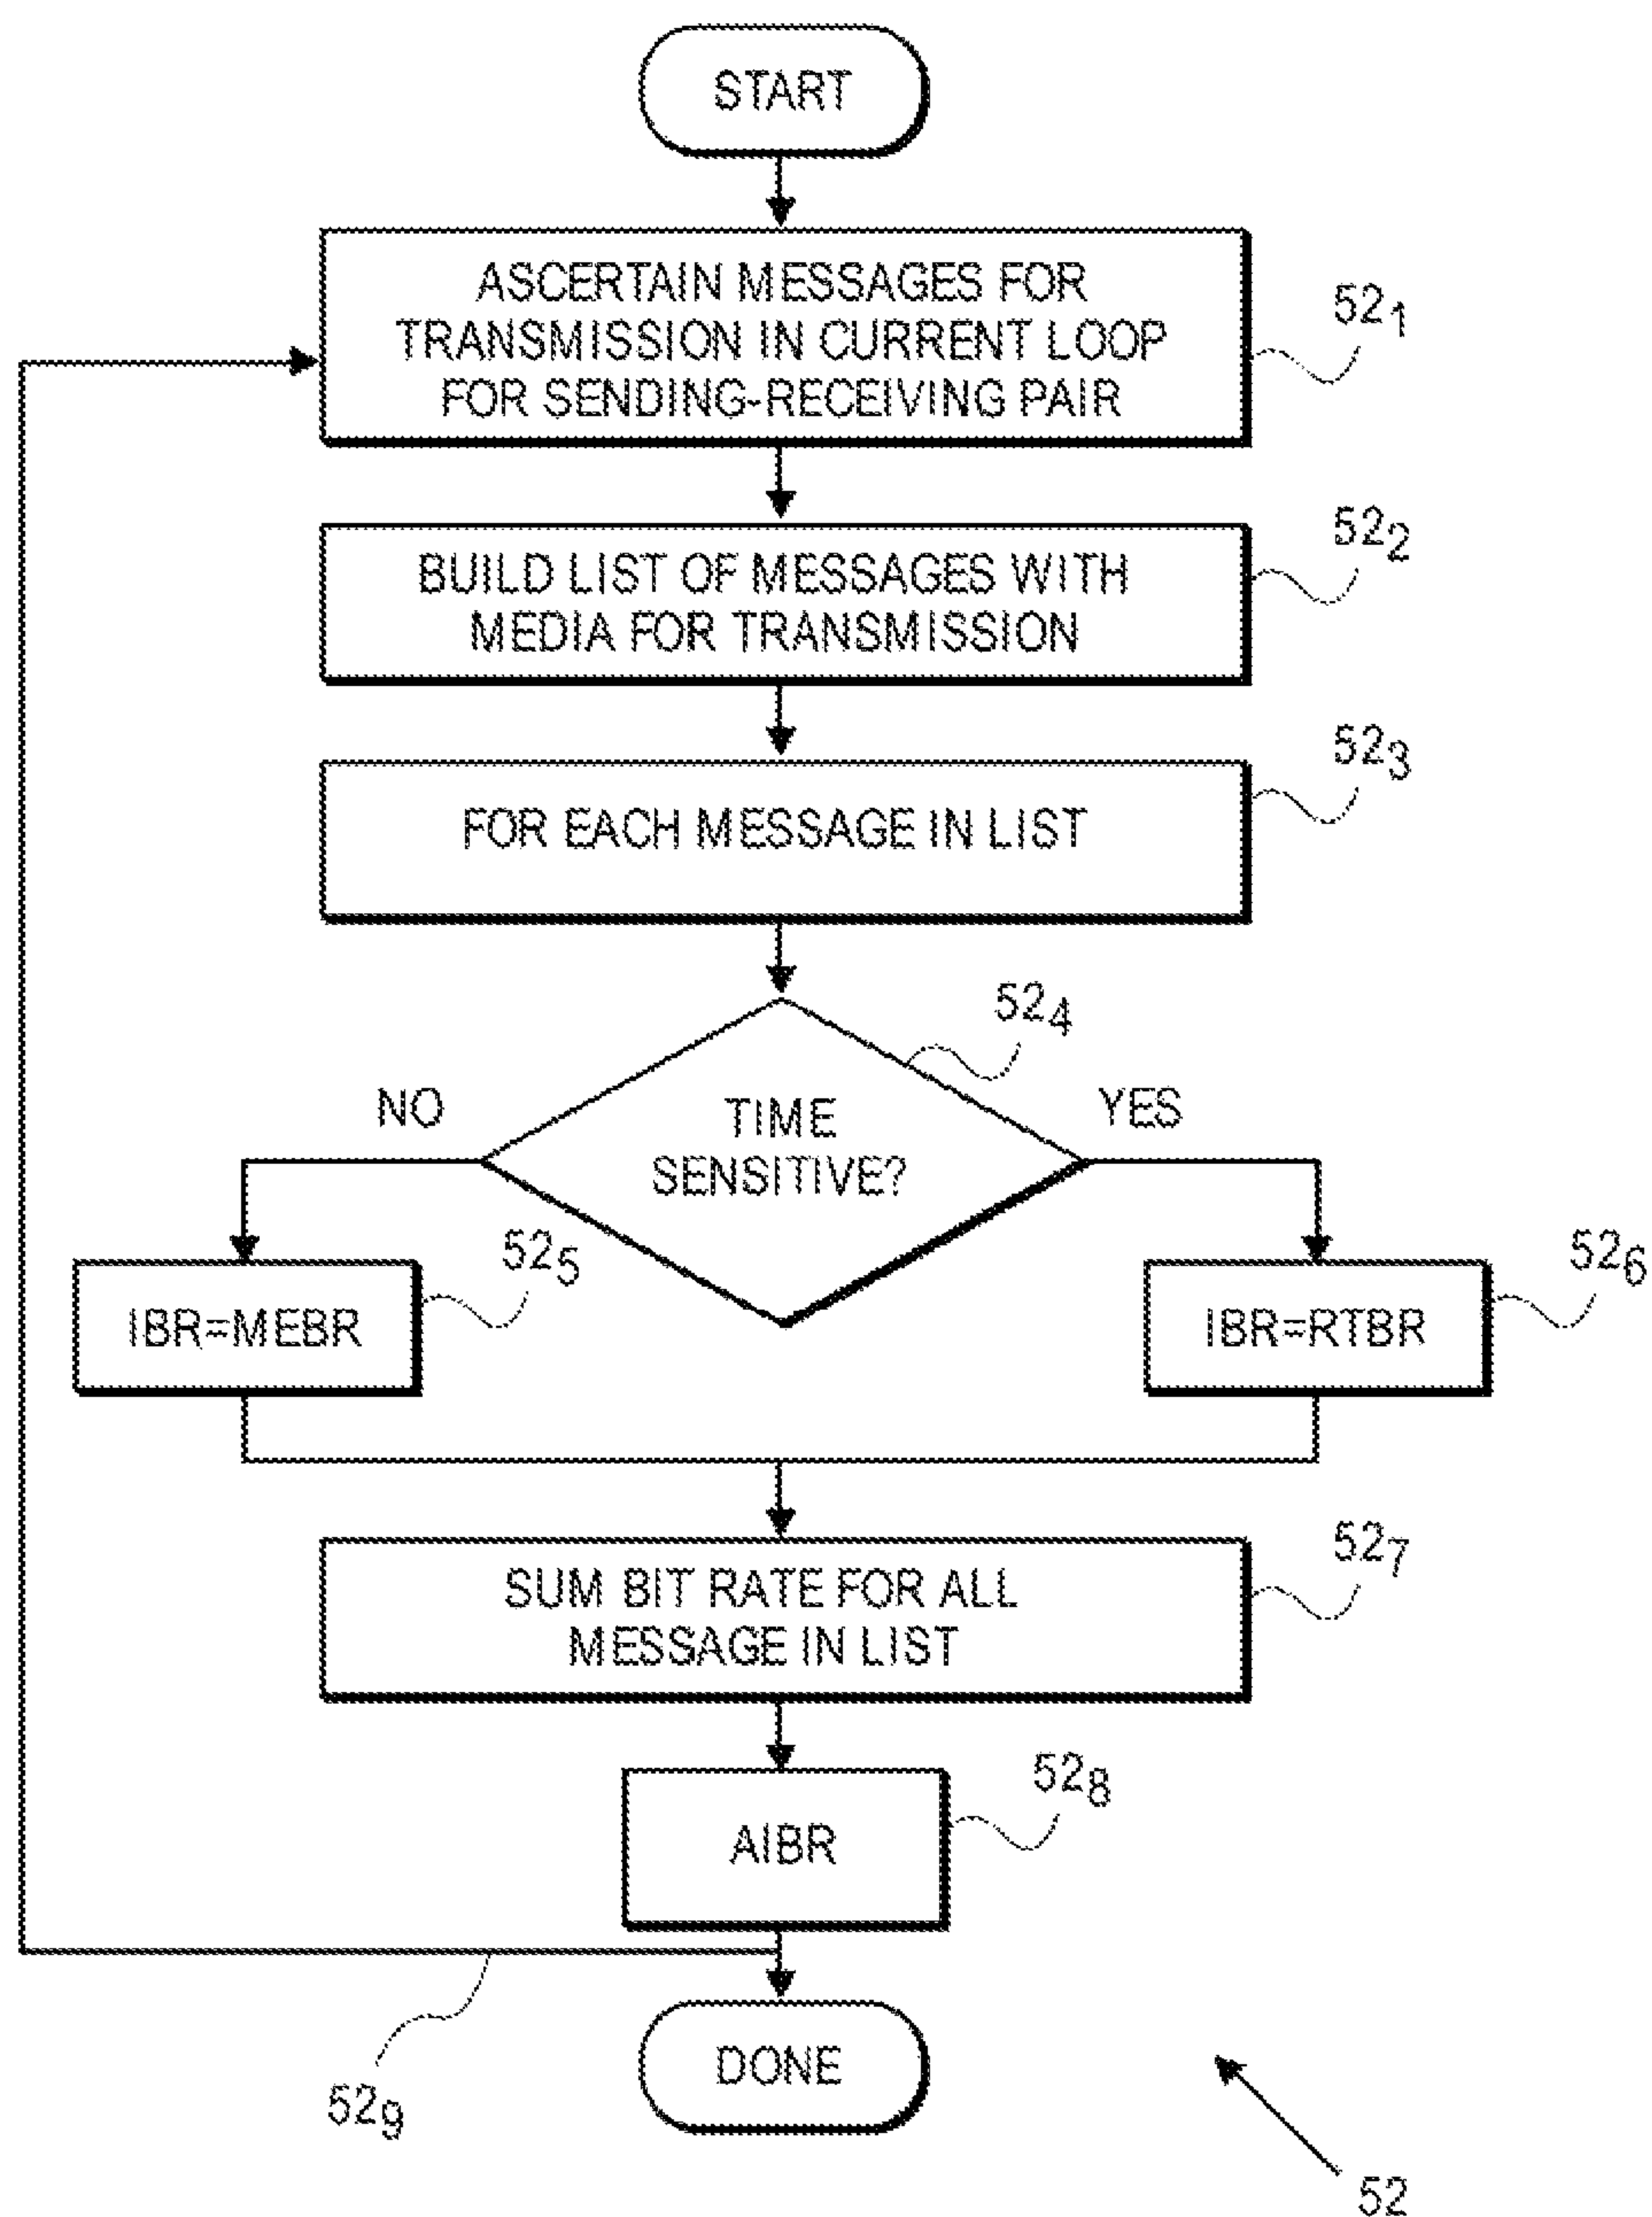 START
ASCERTAIN MESSAGES FOR
TRANSMISSION IN CURRENT LOOP
FOR SENDING-RECEIVING PAIR
52₁
BUILD LIST OF MESSAGES WITH
MEDIA FOR TRANSMISSION
52₂
FOR EACH MESSAGE IN LIST
52₃
TIME
SENSITIVE?
52₄
NO
YES
IBR=MEBR
52₅
IBR=RTBR
52₆
SUM BIT RATE FOR ALL
MESSAGE IN LIST
52₇
AIBR
52₈
52₉
DONE
52